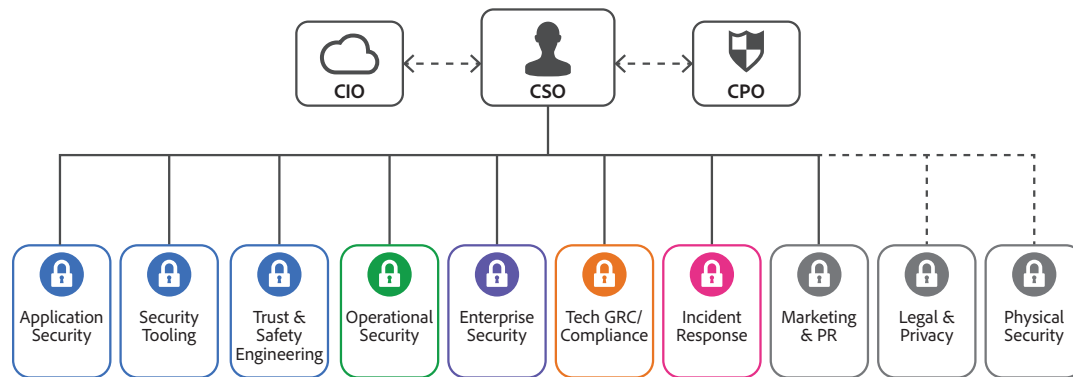 CIO
CSO
CPO
Application
Security
Security
Tooling
Trust &
Safety
Engineering
Operational
Security
Enterprise
Security
Tech GRC/
Compliance
Incident
Response
Marketing
& PR
Legal &
Privacy
Physical
Security